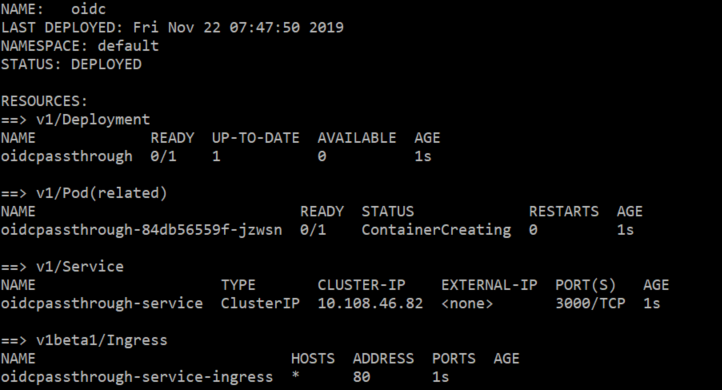 NAME:   oidc
LAST DEPLOYED: Fri Nov 22 07:47:50 2019
NAMESPACE: default
STATUS: DEPLOYED
RESOURCES:
==> v1/Deployment
NAME             READY  UP-TO-DATE  AVAILABLE  AGE
oidcpassthrough  0/1    1           0          1s
==> v1/Pod(related)
NAME                              READY  STATUS             RESTARTS  AGE
oidcpassthrough-84db56559f-jzwsn  0/1    ContainerCreating  0         1s
==> v1/Service
NAME                     TYPE       CLUSTER-IP    EXTERNAL-IP  PORT(S)   AGE
oidcpassthrough-service  ClusterIP  10.108.46.82  <none>       3000/TCP  1s
==> v1beta1/Ingress
NAME                             HOSTS  ADDRESS  PORTS  AGE
oidcpassthrough-service-ingress  *      80       1s